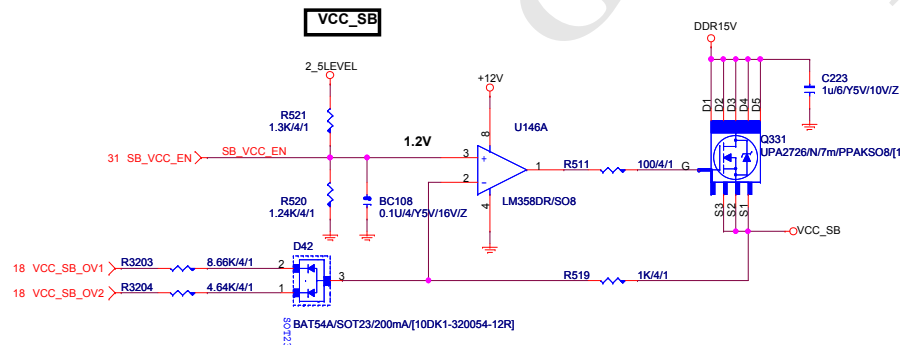 VCC_SB
DDR15V
2_5LEVEL
+12V
C223
1u/6/Y5V/10V/Z
R521
1.3K/4/1
D1
D2
D3
D4
D5
8
U146A
Q331
1.2V
31 SB_VCC_EN
SB_VCC_EN
3
+
1
R511
100/4/1
G
UPA2726/N/7m/PPAKSO8/[1
2
-
R520
1.24K/4/1
BC108
0.1U/4/Y5V/16V/Z
4
LM358DR/SO8
S3
S2
S1
VCC_SB
D42
18 VCC_SB_OV1
R3203
8.66K/4/1
2
3
R519
1K/4/1
18 VCC_SB_OV2
R3204
4.64K/4/1
1
BAT54A/SOT23/200mA/[10DK1-320054-12R]